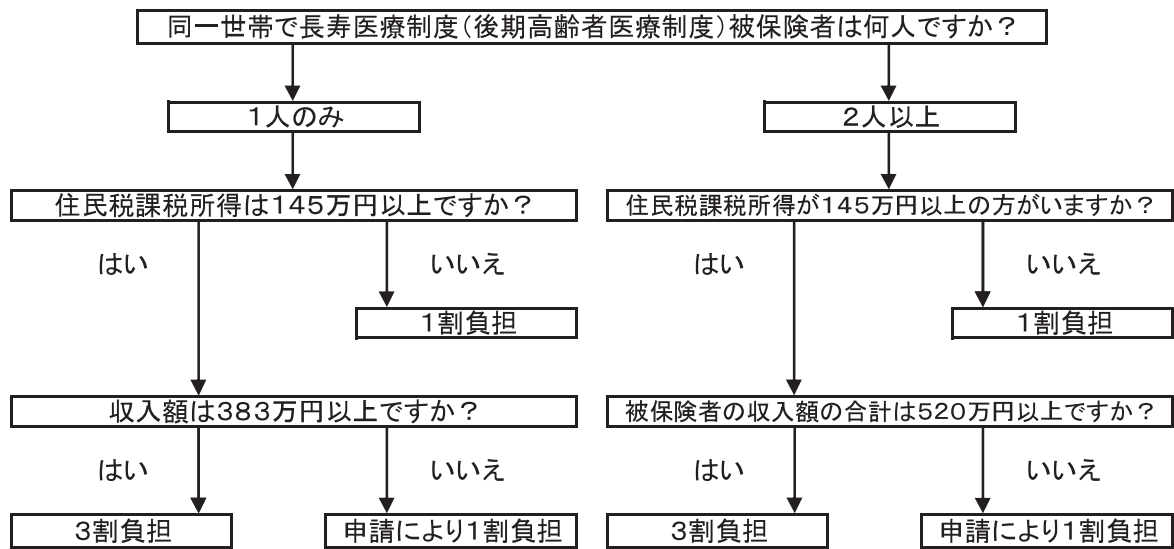 同一世帯で長寿医療制度（後期高齢者医療制度）被保険者は何人ですか？
１人のみ
２人以上
住民税課税所得は１４５万円以上ですか？
住民税課税所得が１４５万円以上の方がいますか？
はい
いいえ
はい
いいえ
１割負担
１割負担
収入額は３８３万円以上ですか？
被保険者の収入額の合計は５２０万円以上ですか？
はい
いいえ
はい
いいえ
３割負担
申請により１割負担
３割負担
申請により１割負担